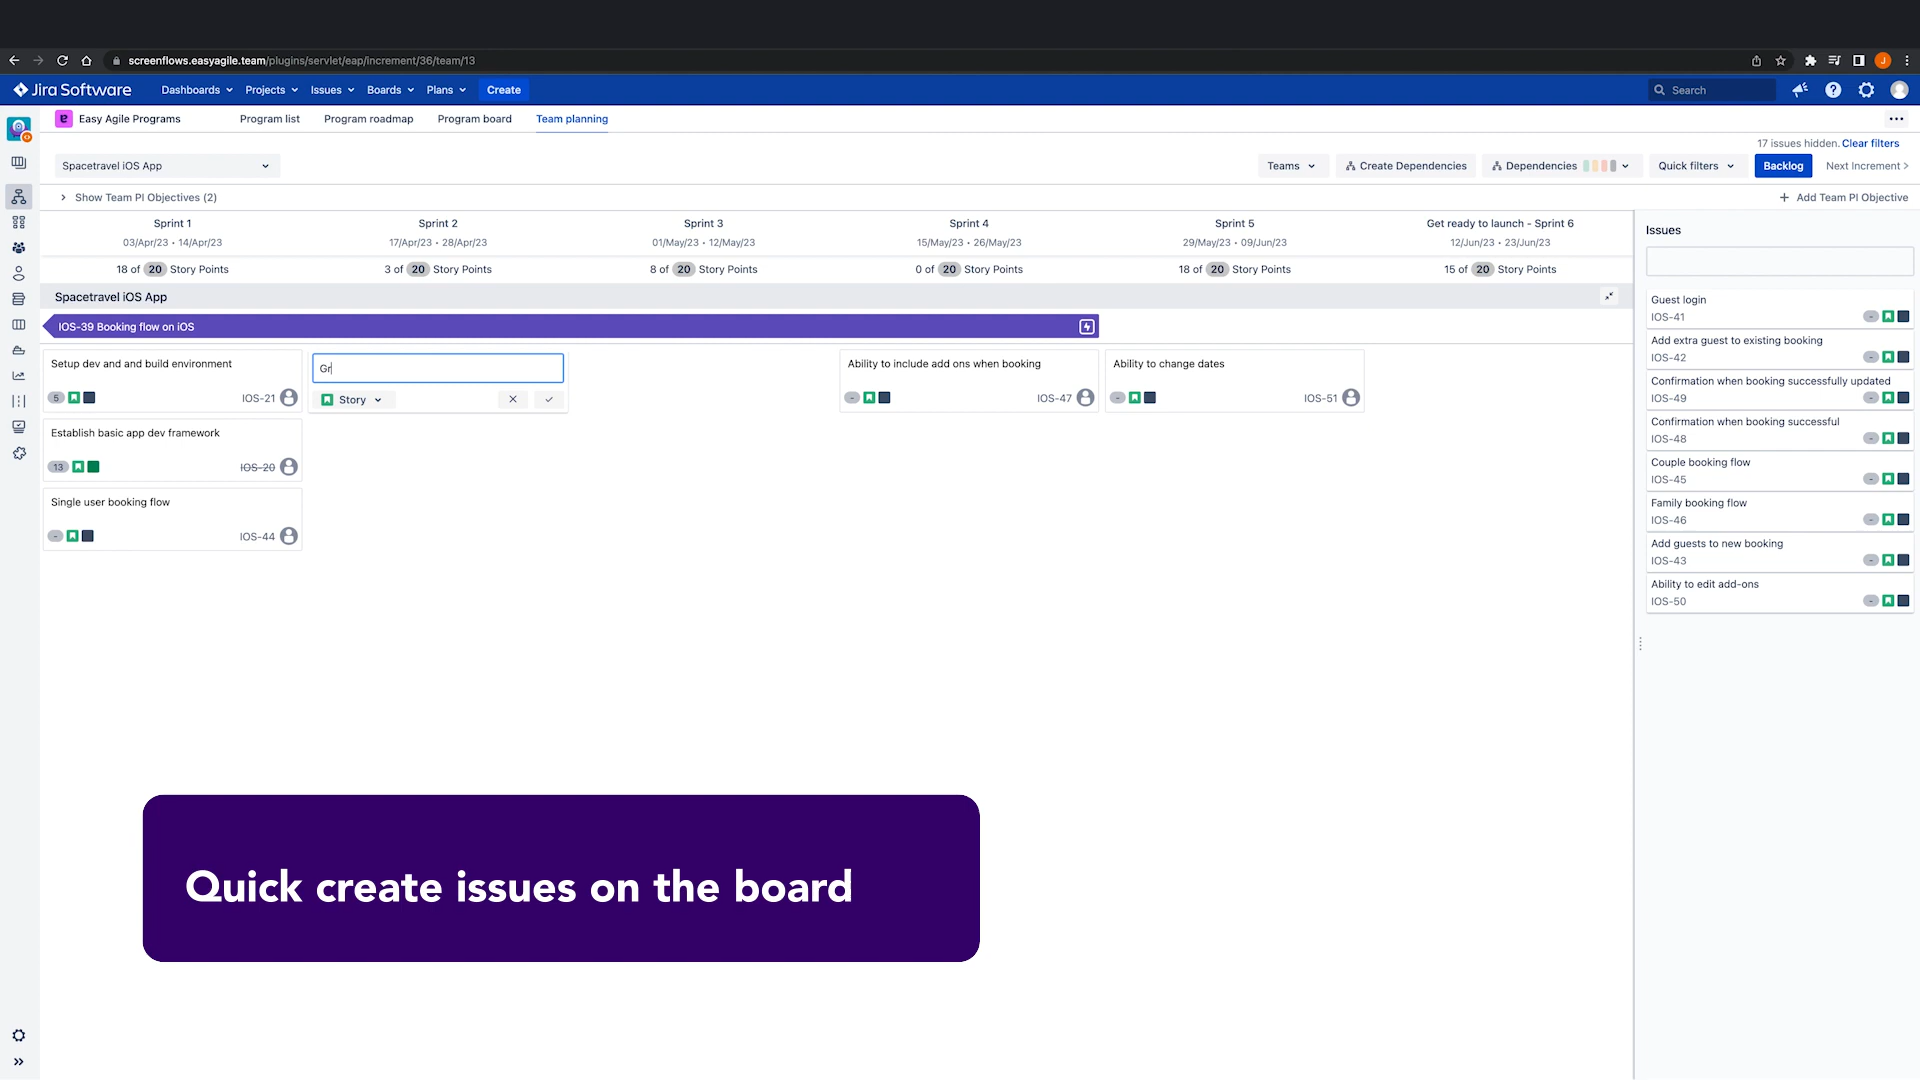 screenflows.easyagile.team/plugins/servlet/eap/increment/36/team/13
J
Jira Software Dashboards Projects Issues Boards Plans Create Search
Easy Agile Programs Program list Program roadmap Program board Team planning
17 issues hidden. Clear filters
Spacetravel iOS App Teams Create Dependencies Dependencies Quick filters Backlog Next Increment >
Show Team PI Objectives (2) + Add Team PI Objective
Sprint 1 Sprint 2 Sprint 3 Sprint 4 Sprint 5 Get ready to launch - Sprint 6
03/Apr/23 • 14/Apr/23 17/Apr/23 • 28/Apr/23 01/May/23 • 12/May/23 15/May/23 • 26/May/23 29/May/23 • 09/Jun/23 12/Jun/23 • 23/Jun/23
18 of 20 Story Points 3 of 20 Story Points 8 of 20 Story Points 0 of 20 Story Points 18 of 20 Story Points 15 of 20 Story Points
Spacetravel iOS App
IOS-39 Booking flow on iOS
Setup dev and and build environment
5 IOS-21
Establish basic app dev framework
13 IOS-20
Single user booking flow
- IOS-44
Gr
Story
Ability to include add ons when booking
- IOS-47
Ability to change dates
- IOS-51
Issues
Guest login
IOS-41 -
Add extra guest to existing booking
IOS-42 -
Confirmation when booking successfully updated
IOS-49 -
Confirmation when booking successful
IOS-48 -
Couple booking flow
IOS-45 -
Family booking flow
IOS-46 -
Add guests to new booking
IOS-43 -
Ability to edit add-ons
IOS-50 -
Quick create issues on the board